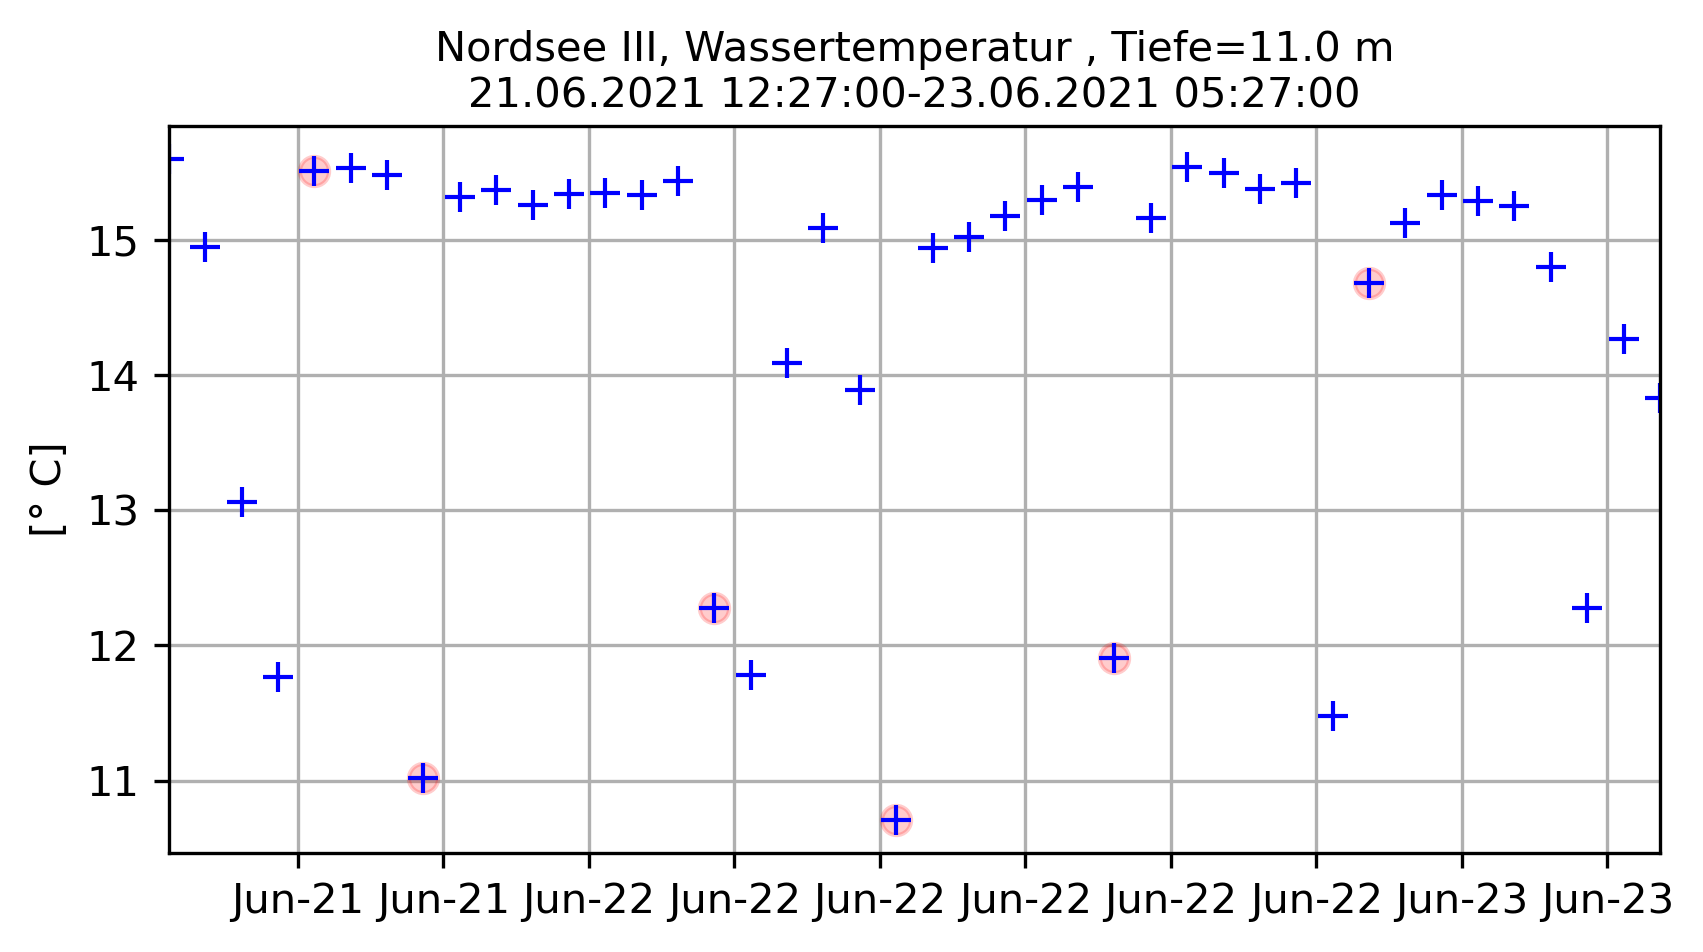 Nordsee III, Wassertemperatur , Tiefe=11.0 m
21.06.2021 12:27:00-23.06.2021 05:27:00
[° C]
15
14
13
12
11
Jun-21 Jun-21 Jun-22 Jun-22 Jun-22 Jun-22 Jun-22 Jun-22 Jun-23 Jun-23